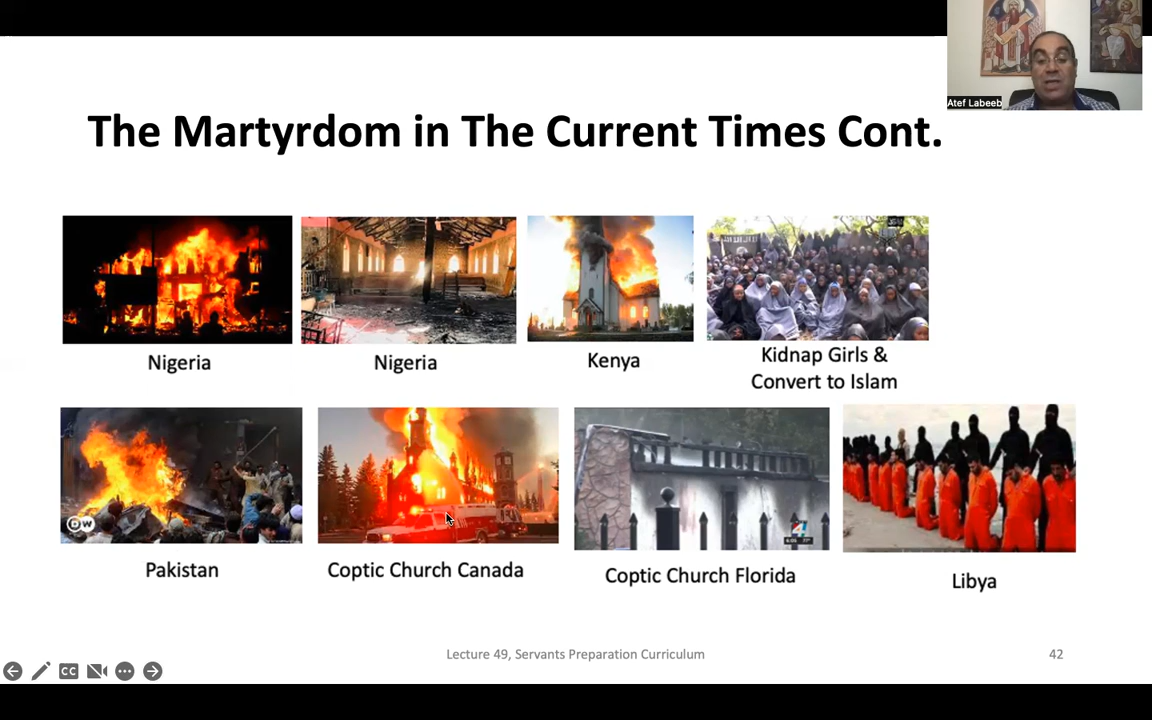 Atef Labeeb
The Martyrdom in The Current Times Cont.
Nigeria
Nigeria
Kenya
Kidnap Girls &
Convert to Islam
DW
Pakistan
Coptic Church Canada
Coptic Church Florida
Libya
Lecture 49, Servants Preparation Curriculum
42
CC